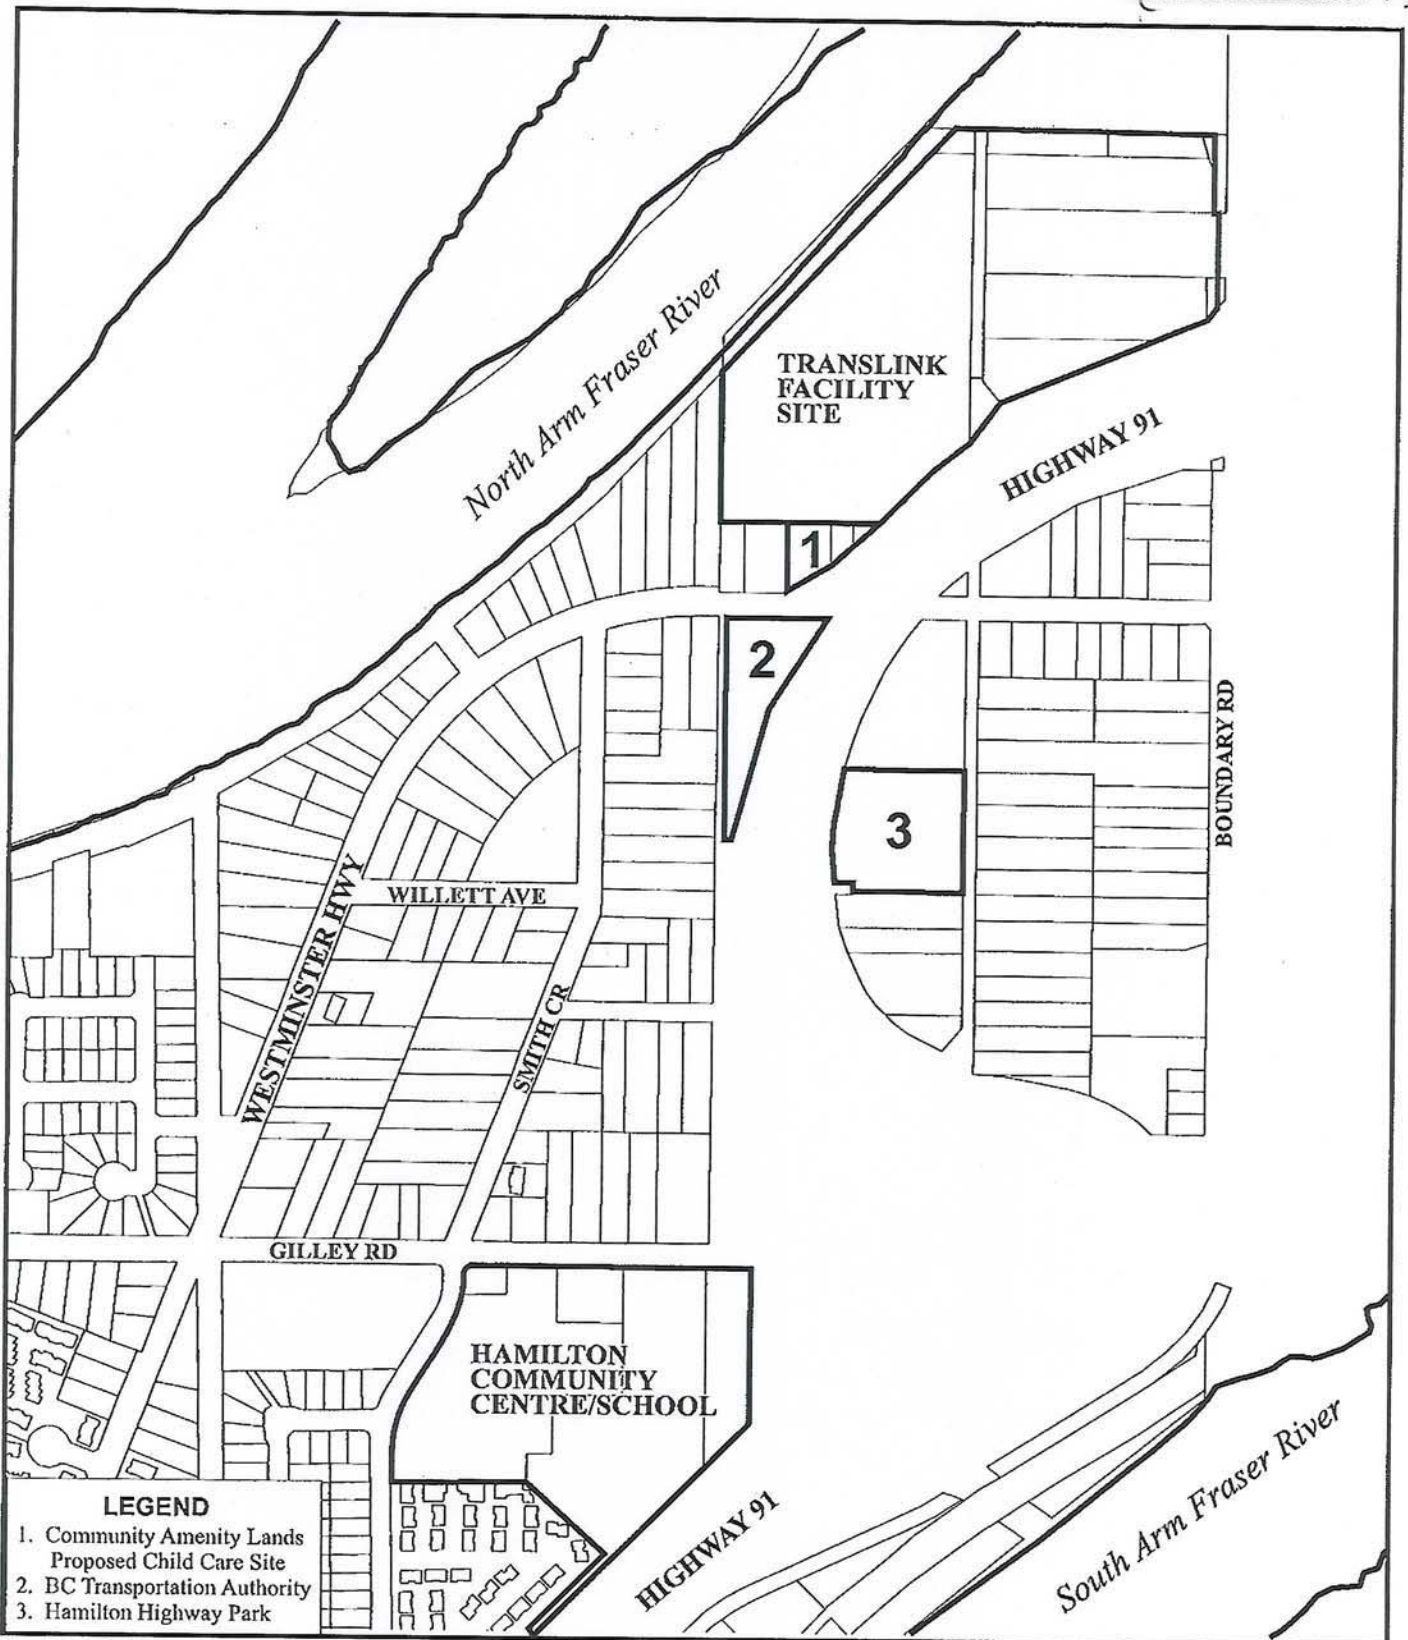 North Arm Fraser River
TRANSLINK
FACILITY
SITE
HIGHWAY 91
1
2
3
BOUNDARY RD
WILLETT AVE
WESTMINSTER HWY
SMITH CR
GILLEY RD
HAMILTON
COMMUNITY
CENTRE/SCHOOL
HIGHWAY 91
South Arm Fraser River
LEGEND
1. Community Amenity Lands
Proposed Child Care Site
2. BC Transportation Authority
3. Hamilton Highway Park